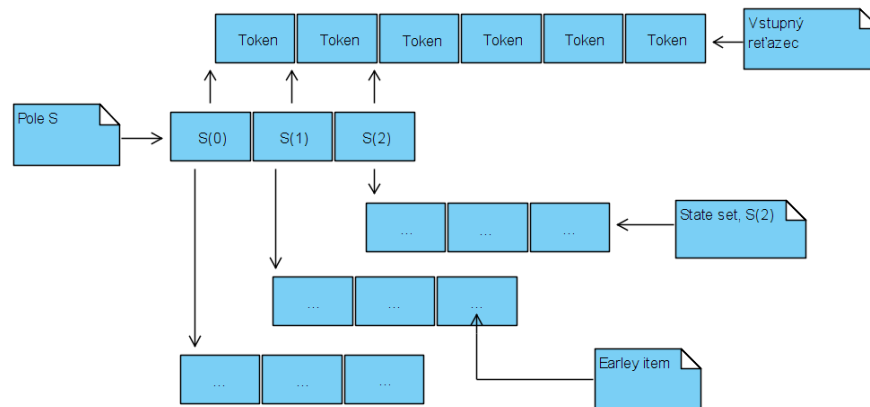 Token Token Token Token Token Token
Vstupný
reťazec
Pole S
S(0) S(1) S(2)
... ... ...
State set, S(2)
... ... ...
... ... ...
Earley item